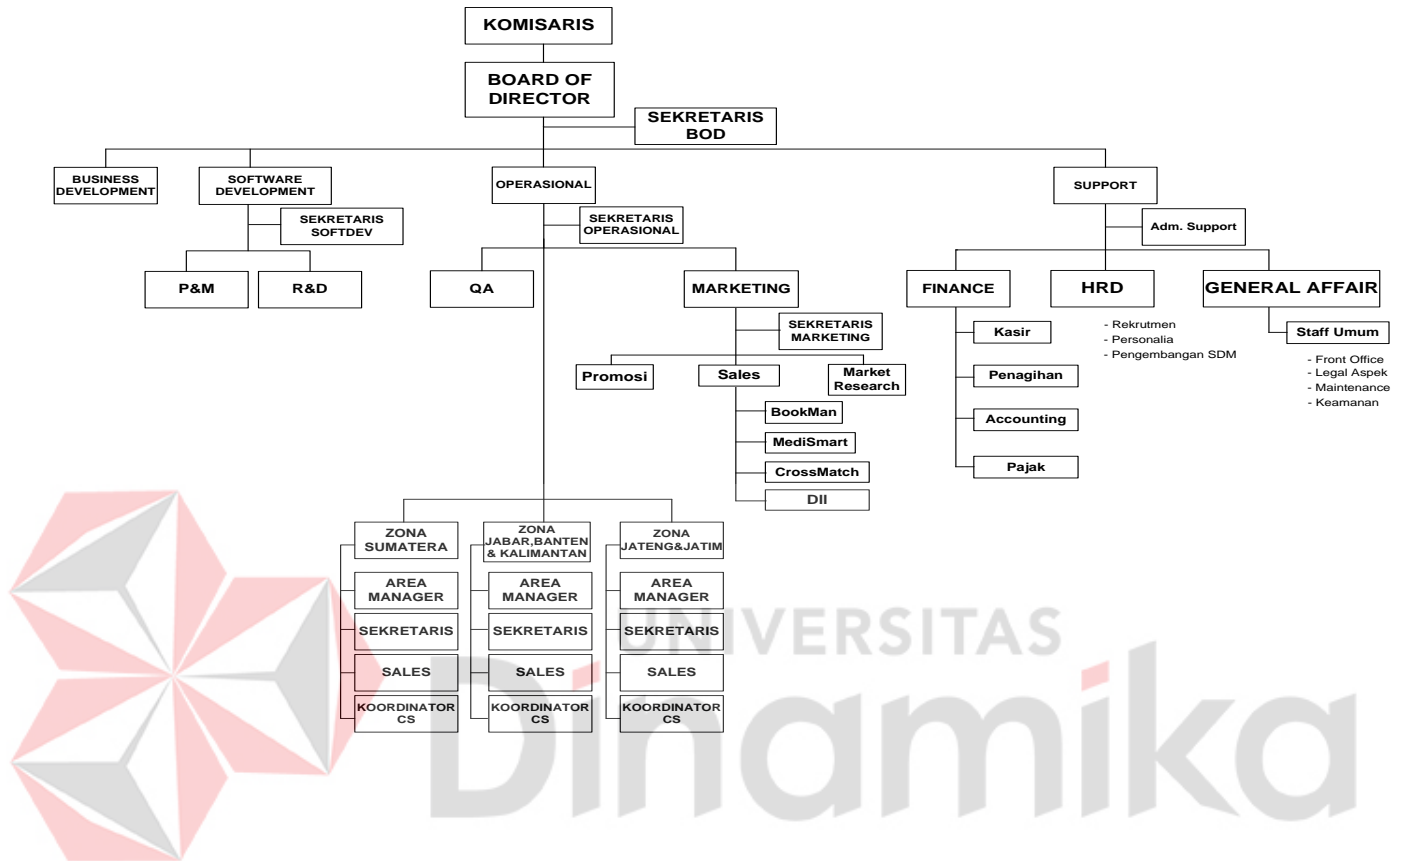 KOMISARIS
BOARD OF
DIRECTOR
SEKRETARIS
BOD
BUSINESS
DEVELOPMENT
SOFTWARE
DEVELOPMENT
OPERASIONAL
SUPPORT
SEKRETARIS
SOFTDEV
SEKRETARIS
OPERASIONAL
Adm. Support
P&M
R&D
QA
MARKETING
FINANCE
HRD
GENERAL AFFAIR
SEKRETARIS
MARKETING
Kasir
- Rekrutmen
- Personalia
- Pengembangan SDM
Staff Umum
- Front Office
- Legal Aspek
- Maintenance
- Keamanan
Promosi
Sales
Market
Research
Penagihan
BookMan
Accounting
MediSmart
CrossMatch
Pajak
Dll
ZONA
SUMATERA
ZONA
JABAR,BANTEN
& KALIMANTAN
ZONA
JATENG&JATIM
AREA
MANAGER
AREA
MANAGER
AREA
MANAGER
SEKRETARIS
SEKRETARIS
SEKRETARIS
SALES
SALES
SALES
KOORDINATOR
CS
KOORDINATOR
CS
KOORDINATOR
CS
UNIVERSITAS
Dinamika